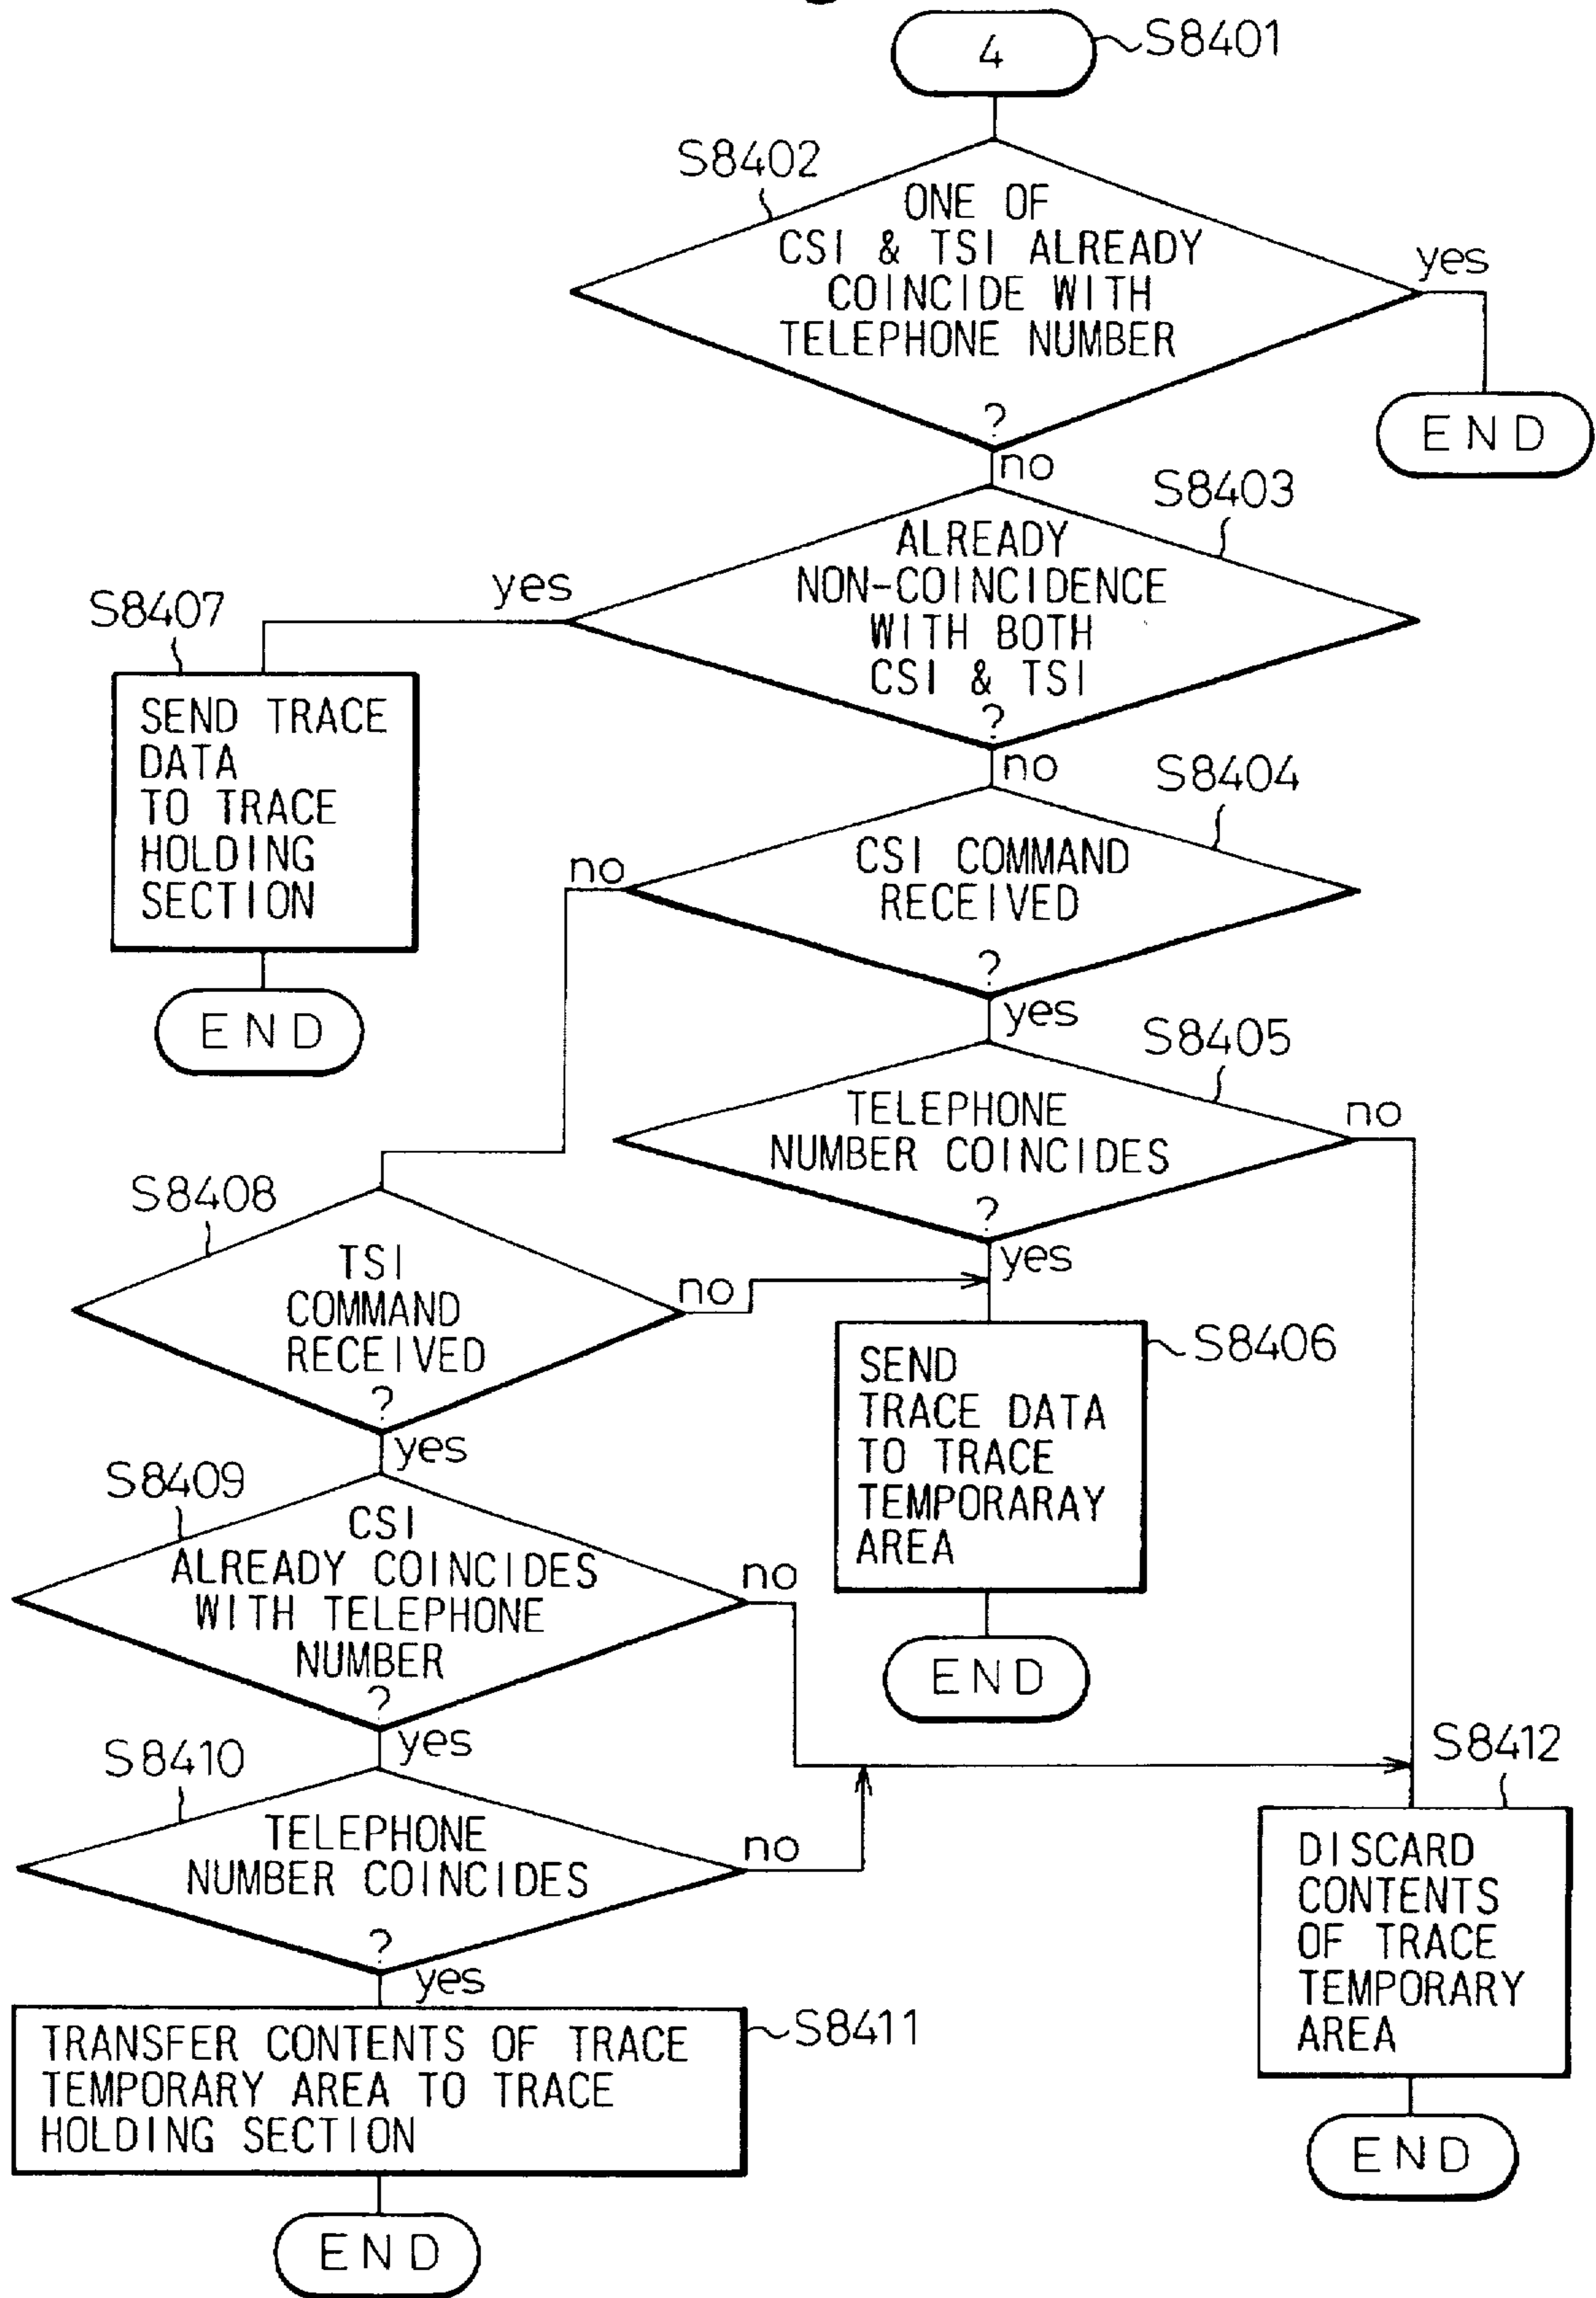 4
S8401
S8402
ONE OF
CSI & TSI ALREADY
COINCIDE WITH
TELEPHONE NUMBER
?
yes
END
no
S8403
ALREADY
NON-COINCIDENCE
WITH BOTH
CSI & TSI
?
yes
S8407
SEND TRACE
DATA
TO TRACE
HOLDING
SECTION
END
no
S8404
CSI COMMAND
RECEIVED
?
no
yes
S8405
TELEPHONE
NUMBER COINCIDES
?
no
yes
S8408
TSI
COMMAND
RECEIVED
?
no
yes
S8406
SEND
TRACE DATA
TO TRACE
TEMPORARAY
AREA
END
S8409
CSI
ALREADY COINCIDES
WITH TELEPHONE
NUMBER
?
no
yes
S8410
TELEPHONE
NUMBER COINCIDES
?
no
yes
S8411
TRANSFER CONTENTS OF TRACE
TEMPORARY AREA TO TRACE
HOLDING SECTION
END
S8412
DISCARD
CONTENTS
OF TRACE
TEMPORARY
AREA
END